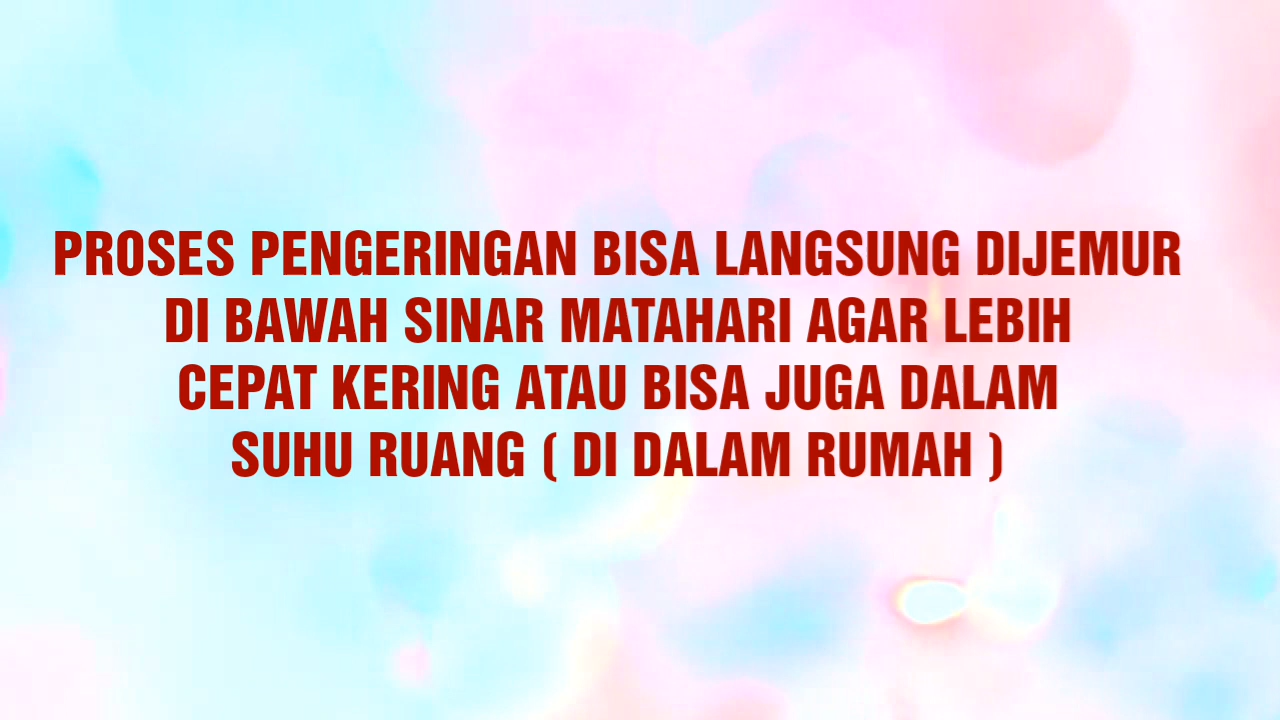 PROSES PENGERINGAN BISA LANGSUNG DIJEMUR
DI BAWAH SINAR MATAHARI AGAR LEBIH
CEPAT KERING ATAU BISA JUGA DALAM
SUHU RUANG ( DI DALAM RUMAH )